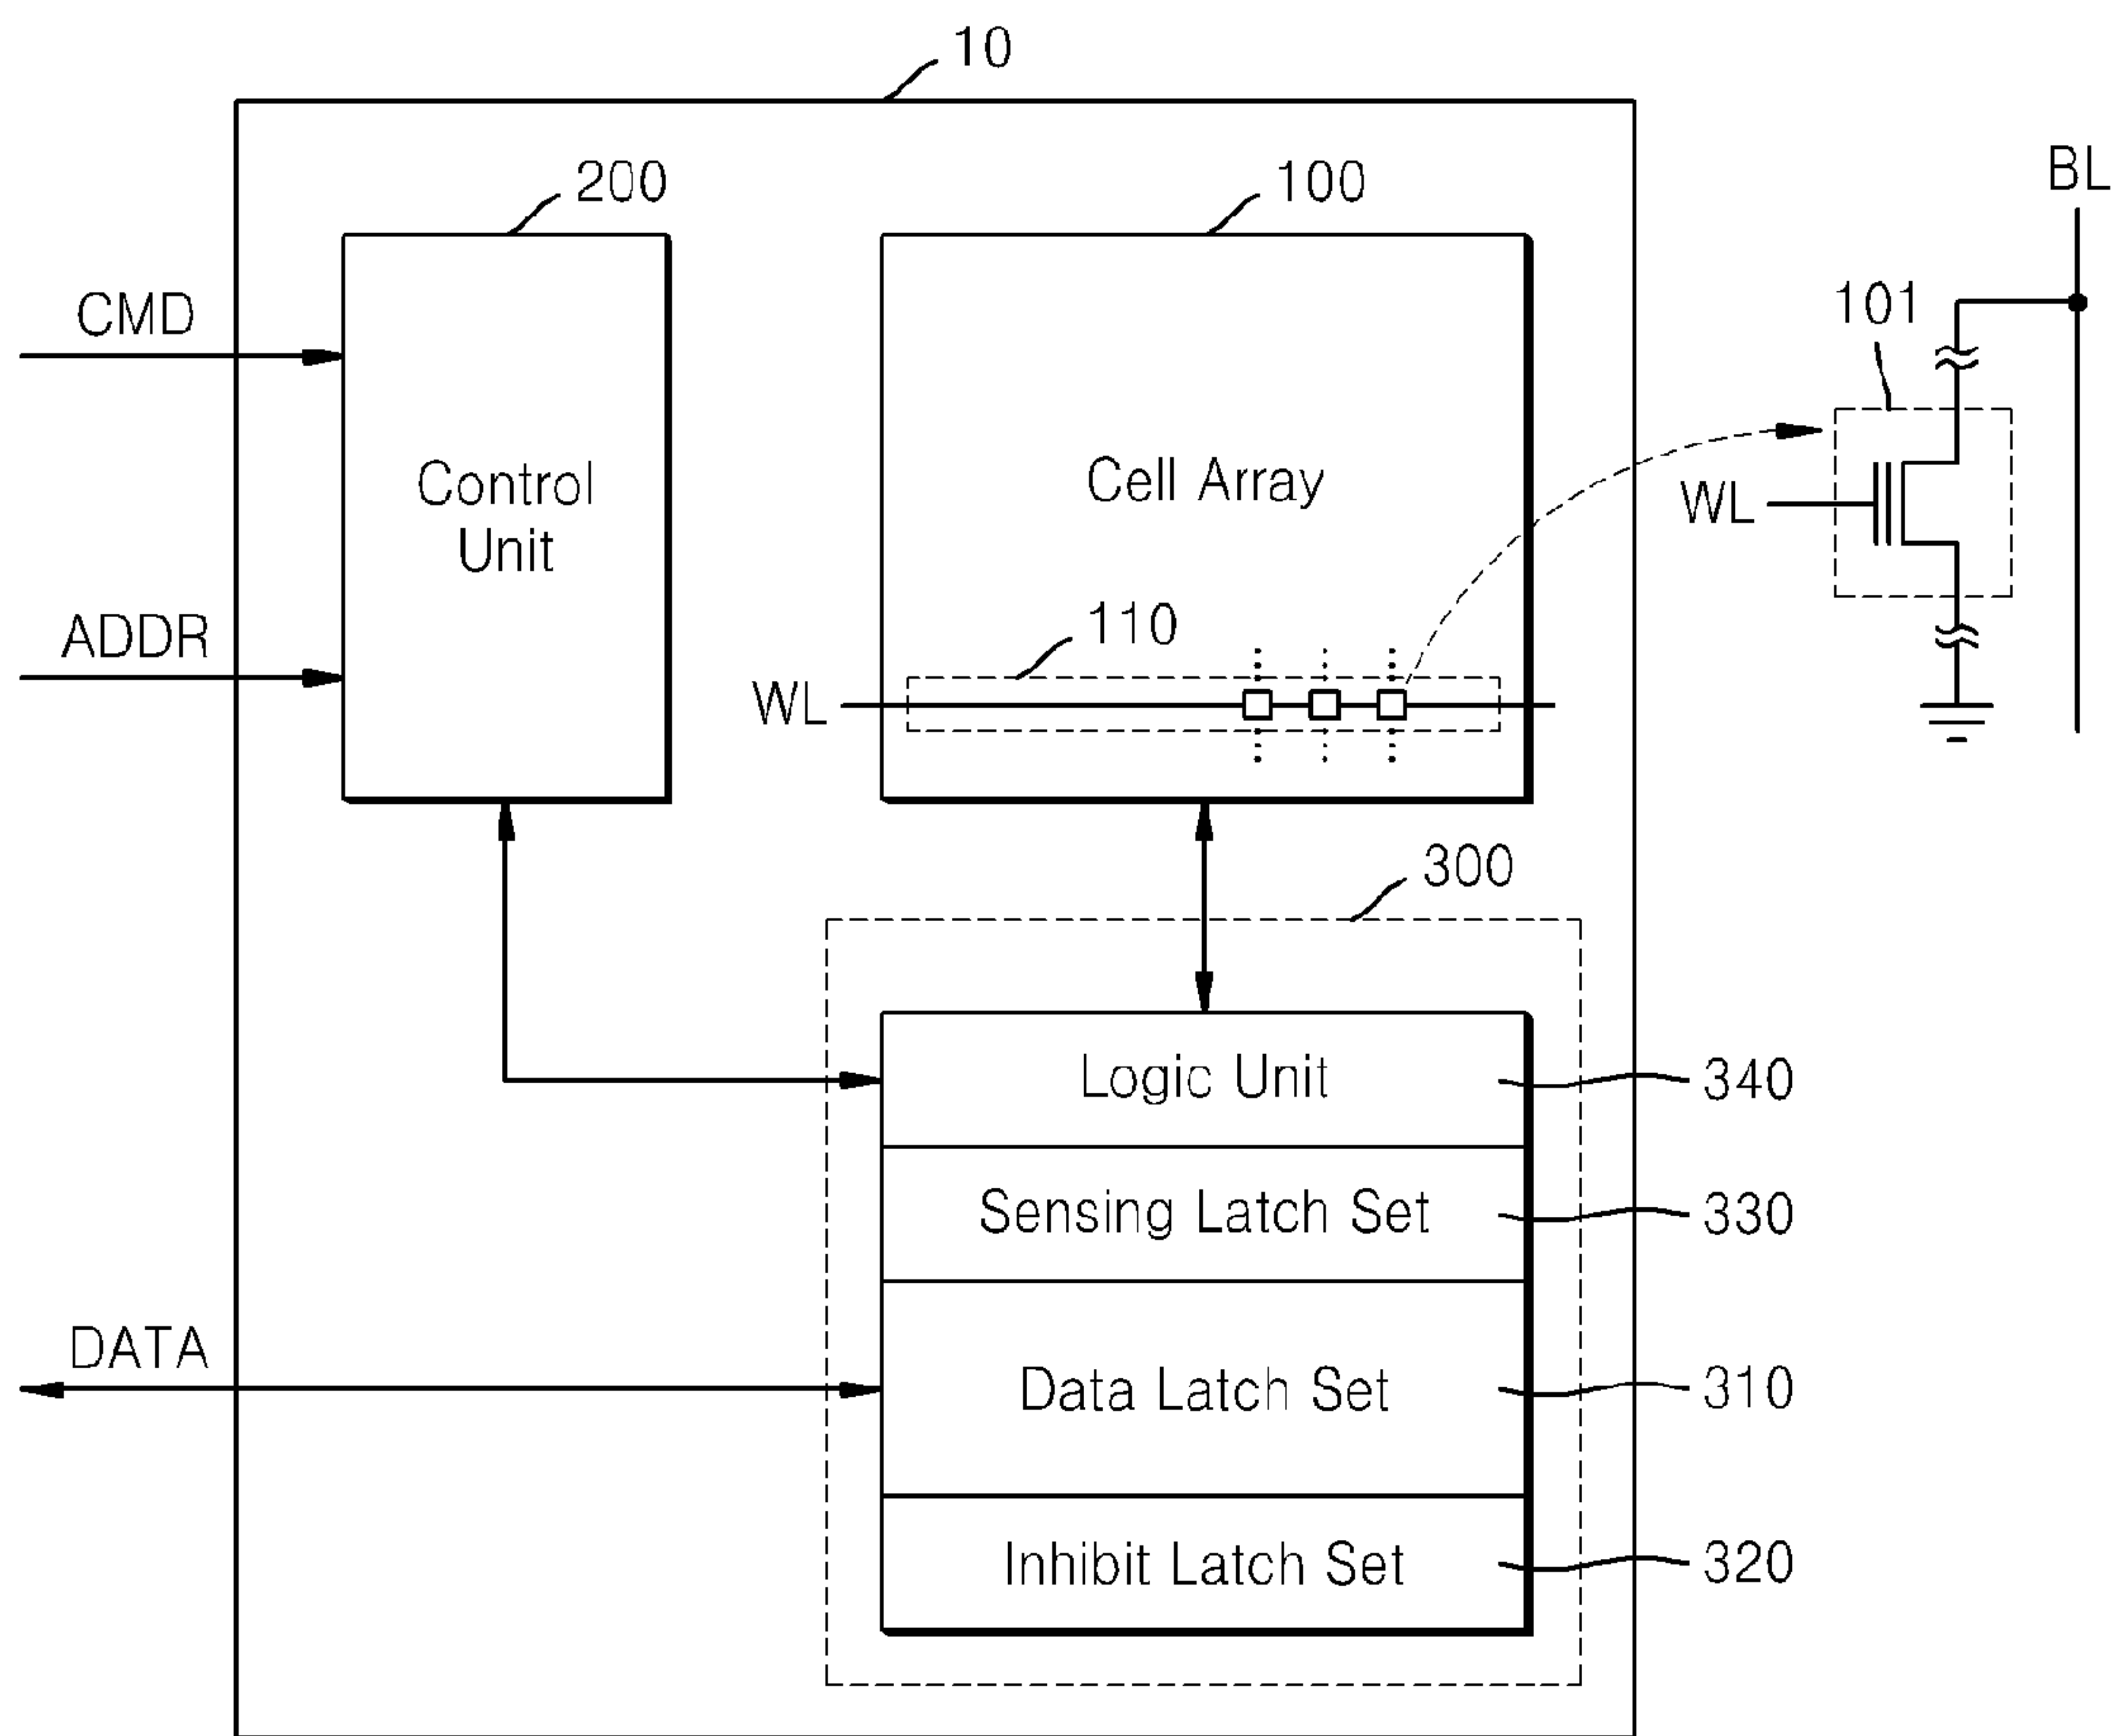 10
200
100
BL
CMD
101
Control
Unit
Cell Array
WL
ADDR
110
WL
300
Logic Unit
340
Sensing Latch Set
330
DATA
Data Latch Set
310
Inhibit Latch Set
320